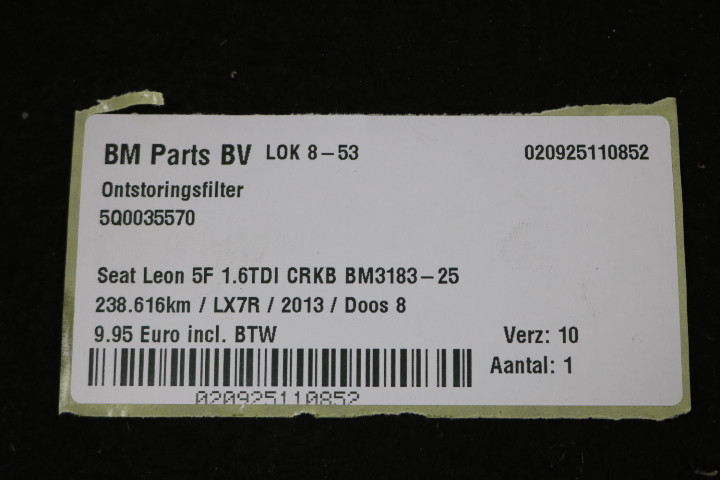 BM Parts BV LOK 8-53 020925110852
Ontstoringsfilter
5Q0035570
Seat Leon 5F 1.6TDI CRKB BM3183-25
238.616km / LX7R / 2013 / Doos 8
9.95 Euro incl. BTW Verz: 10
Aantal: 1
020925110852